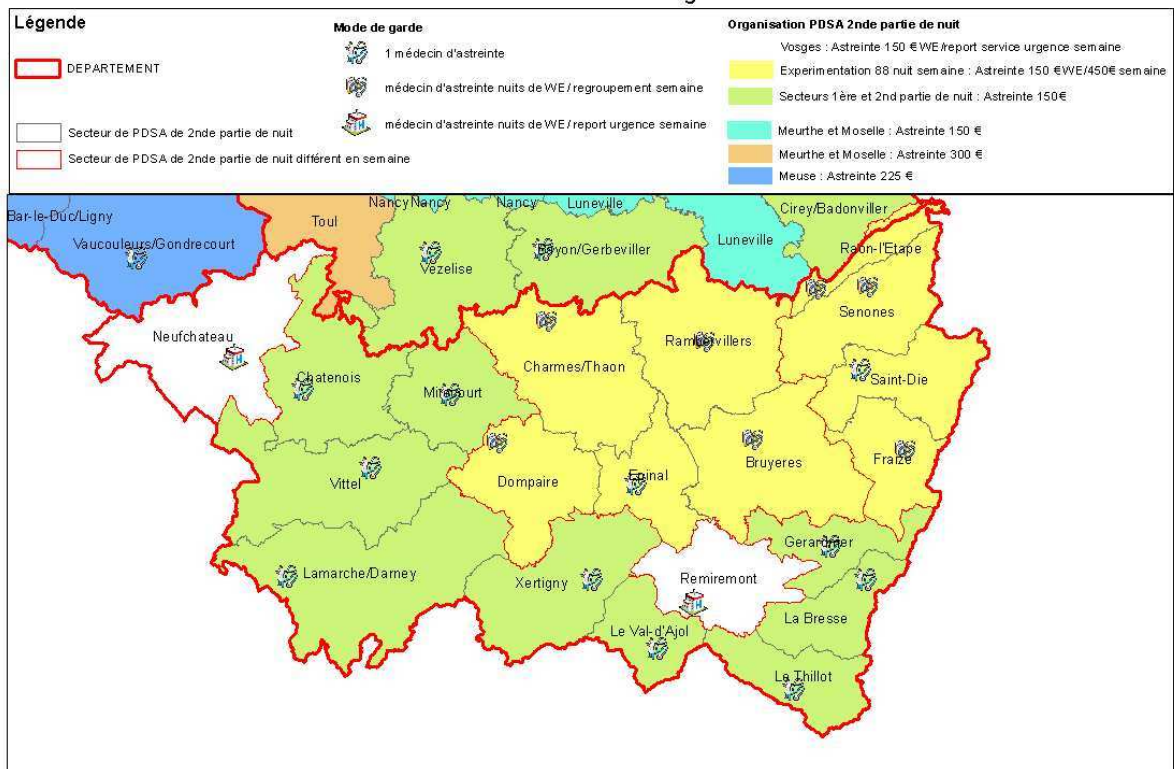 Légende
DEPARTEMENT
Secteur de PDSA de 2nde partie de nuit
Secteur de PDSA de 2nde partie de nuit différent en semaine
Mode de garde
1 médecin d'astreinte
médecin d'astreinte nuits de WE / regroupement semaine
médecin d'astreinte nuits de WE / report urgence semaine
Organisation PDSA 2nde partie de nuit
Vosges : Astreinte 150 € WE/report service urgence semaine
Experimentation 88 nuit semaine : Astreinte 150 €WE/450€ semaine
Secteurs 1ère et 2nd partie de nuit : Astreinte 150€
Meurthe et Moselle : Astreinte 150 €
Meurthe et Moselle : Astreinte 300 €
Meuse : Astreinte 225 €
Nancy Nancy
Nancy
Luneville
Cirey/Badonviller
Bar-le-Duc/Ligny
Toul
Vaucouleurs/Gondrecourt
Bayon/Gerbeviller
Luneville
Raon-l'Etape
Vezelise
Senones
Neufchateau
Rambervillers
Charmes/Thaon
Chatenois
Saint-Die
Mirecourt
Bruyeres
Fraize
Epinal
Dompaire
Vittel
Gerardmer
Lamarche/Darney
Xertigny
Remiremont
La Bresse
Le Val-d'Ajol
Le Thillot